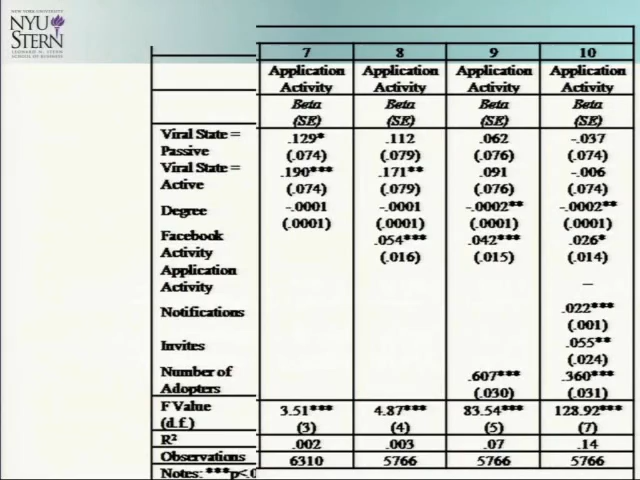 NEW YORK UNIVERSITY
NYU
STERN
LEONARD N. STERN
SCHOOL OF BUSINESS
7 8 9 10
Application Activity Application Activity Application Activity Application Activity
Beta (SE) Beta (SE) Beta (SE) Beta (SE)
Viral State = Passive .129* .112 .062 -.037
(.074) (.079) (.076) (.074)
Viral State = Active .190*** .171** .091 -.006
(.074) (.079) (.076) (.074)
Degree -.0001 -.0001 -.0002** -.0002**
(.0001) (.0001) (.0001) (.0001)
Facebook Activity .054*** .042*** .026*
(.016) (.015) (.014)
Application Activity —
Notifications .022***
(.001)
Invites .055**
(.024)
Number of Adopters .607*** .360***
(.030) (.031)
F Value (d.f.) 3.51*** 4.87*** 83.54*** 128.92***
(3) (4) (5) (7)
R² .002 .003 .07 .14
Observations 6310 5766 5766 5766
Notes: ***p<.0